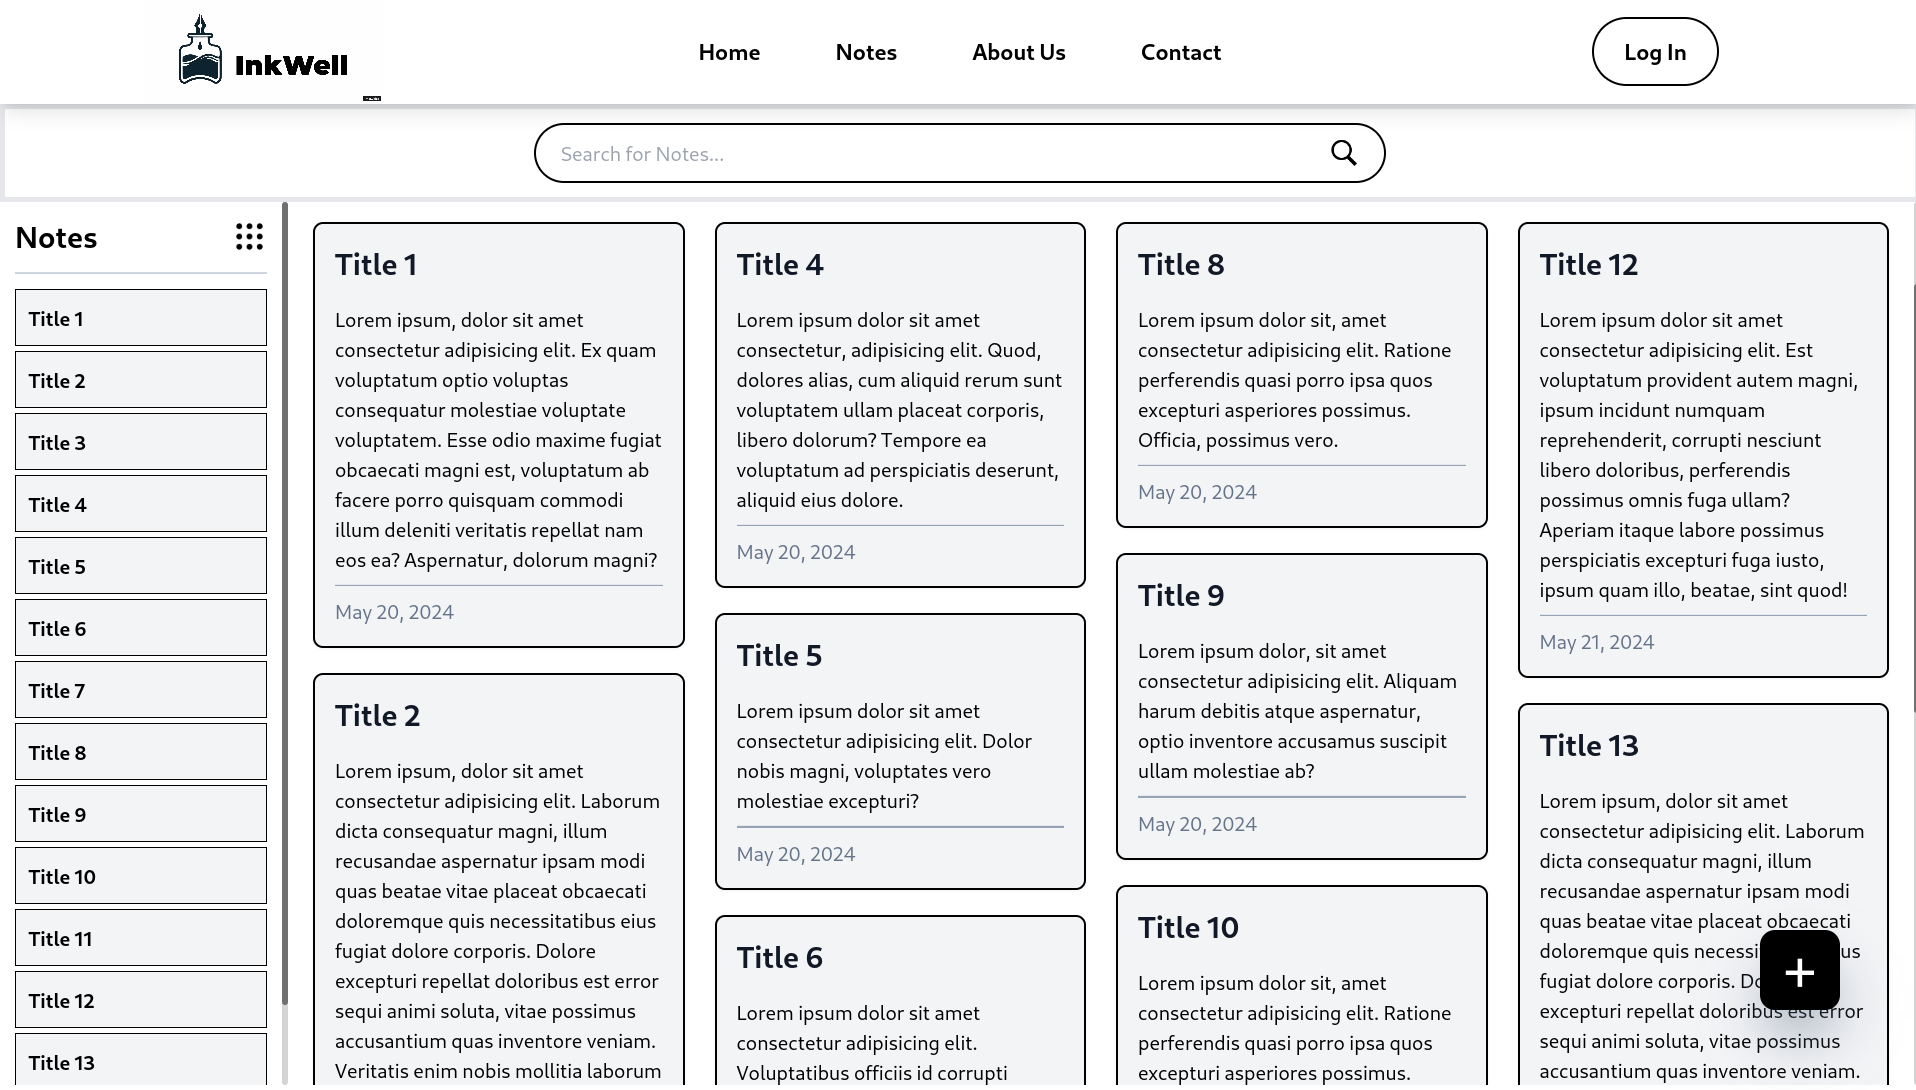 InkWell
Home
Notes
About Us
Contact
Log In
Search for Notes...
Notes
Title 1
Title 2
Title 3
Title 4
Title 5
Title 6
Title 7
Title 8
Title 9
Title 10
Title 11
Title 12
Title 13
Title 1
Lorem ipsum, dolor sit amet
consectetur adipisicing elit. Ex quam
voluptatum optio voluptas
consequatur molestiae voluptate
voluptatem. Esse odio maxime fugiat
obcaecati magni est, voluptatum ab
facere porro quisquam commodi
illum deleniti veritatis repellat nam
eos ea? Aspernatur, dolorum magni?
May 20, 2024
Title 2
Lorem ipsum, dolor sit amet
consectetur adipisicing elit. Laborum
dicta consequatur magni, illum
recusandae aspernatur ipsam modi
quas beatae vitae placeat obcaecati
doloremque quis necessitatibus eius
fugiat dolore corporis. Dolore
excepturi repellat doloribus est error
sequi animi soluta, vitae possimus
accusantium quas inventore veniam.
Veritatis enim nobis mollitia laborum
Title 4
Lorem ipsum dolor sit amet
consectetur, adipisicing elit. Quod,
dolores alias, cum aliquid rerum sunt
voluptatem ullam placeat corporis,
libero dolorum? Tempore ea
voluptatum ad perspiciatis deserunt,
aliquid eius dolore.
May 20, 2024
Title 5
Lorem ipsum dolor sit amet
consectetur adipisicing elit. Dolor
nobis magni, voluptates vero
molestiae excepturi?
May 20, 2024
Title 6
Lorem ipsum dolor sit amet
consectetur adipisicing elit.
Voluptatibus officiis id corrupti
Title 8
Lorem ipsum dolor sit, amet
consectetur adipisicing elit. Ratione
perferendis quasi porro ipsa quos
excepturi asperiores possimus.
Officia, possimus vero.
May 20, 2024
Title 9
Lorem ipsum dolor, sit amet
consectetur adipisicing elit. Aliquam
harum debitis atque aspernatur,
optio inventore accusamus suscipit
ullam molestiae ab?
May 20, 2024
Title 10
Lorem ipsum dolor sit, amet
consectetur adipisicing elit. Ratione
perferendis quasi porro ipsa quos
excepturi asperiores possimus.
Title 12
Lorem ipsum dolor sit amet
consectetur adipisicing elit. Est
voluptatum provident autem magni,
ipsum incidunt numquam
reprehenderit, corrupti nesciunt
libero doloribus, perferendis
possimus omnis fuga ullam?
Aperiam itaque labore possimus
perspiciatis excepturi fuga iusto,
ipsum quam illo, beatae, sint quod!
May 21, 2024
Title 13
Lorem ipsum, dolor sit amet
consectetur adipisicing elit. Laborum
dicta consequatur magni, illum
recusandae aspernatur ipsam modi
quas beatae vitae placeat obcaecati
doloremque quis
fugiat dolore corporis.
excepturi repellat doloribus est error
sequi animi soluta, vitae possimus
accusantium quas inventore veniam.